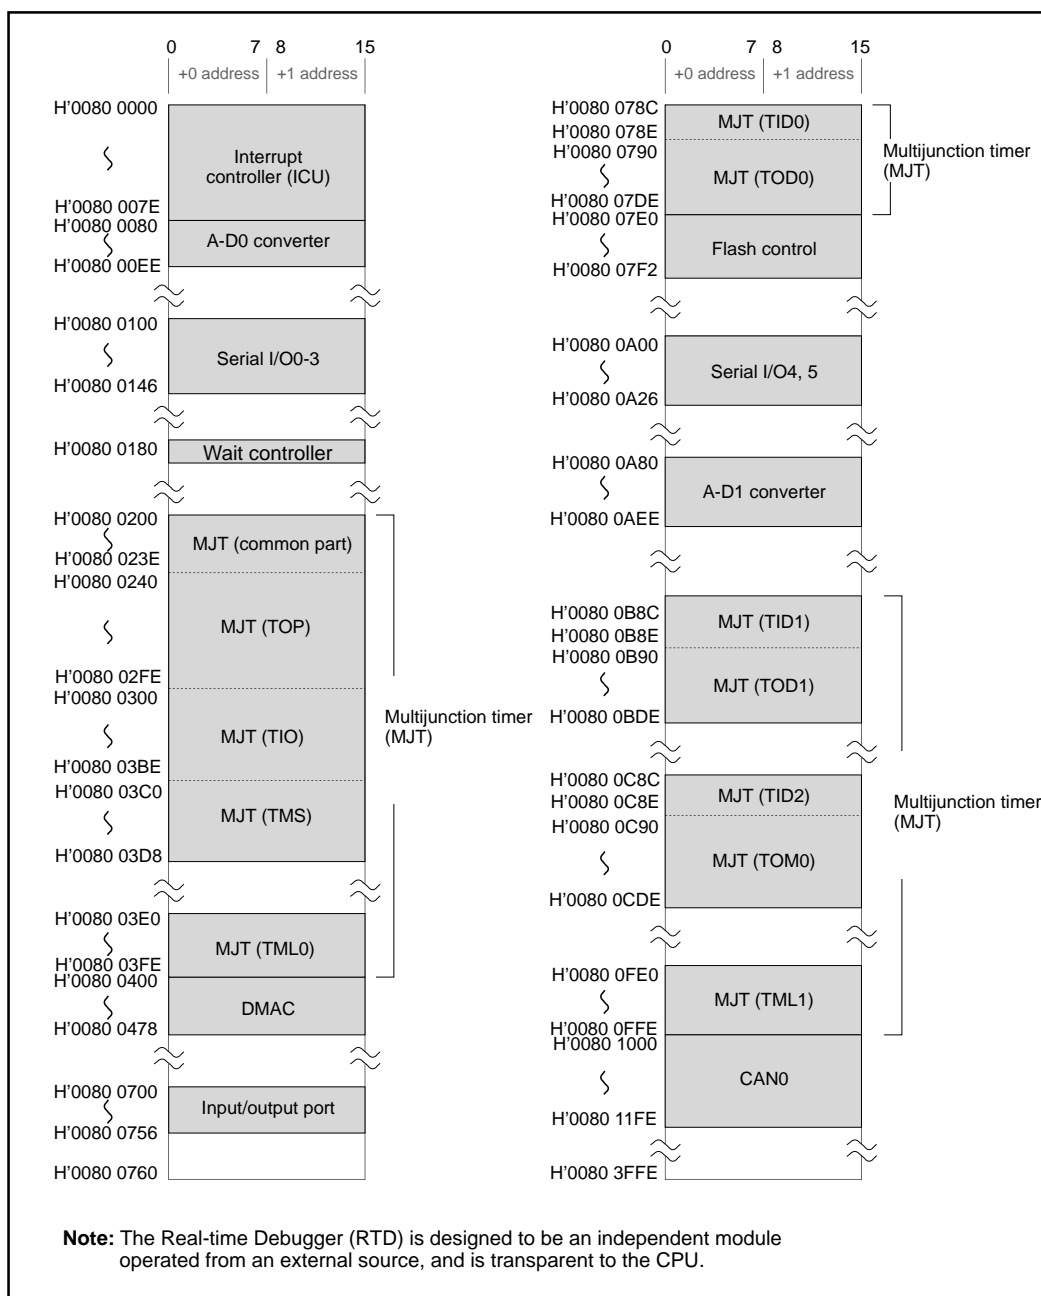 0 7 8 15
+0 address +1 address
H'0080 0000
Interrupt
controller (ICU)
H'0080 007E
H'0080 0080
A-D0 converter
H'0080 00EE
H'0080 0100
Serial I/O0-3
H'0080 0146
H'0080 0180
Wait controller
H'0080 0200
MJT (common part)
H'0080 023E
H'0080 0240
MJT (TOP)
H'0080 02FE
H'0080 0300
MJT (TIO)
H'0080 03BE
H'0080 03C0
MJT (TMS)
H'0080 03D8
Multijunction timer
(MJT)
H'0080 03E0
MJT (TML0)
H'0080 03FE
H'0080 0400
DMAC
H'0080 0478
H'0080 0700
Input/output port
H'0080 0756
H'0080 0760
0 7 8 15
+0 address +1 address
H'0080 078C
MJT (TID0)
H'0080 078E
H'0080 0790
MJT (TOD0)
H'0080 07DE
Multijunction timer
(MJT)
H'0080 07E0
Flash control
H'0080 07F2
H'0080 0A00
Serial I/O4, 5
H'0080 0A26
H'0080 0A80
A-D1 converter
H'0080 0AEE
H'0080 0B8C
MJT (TID1)
H'0080 0B8E
H'0080 0B90
MJT (TOD1)
H'0080 0BDE
H'0080 0C8C
MJT (TID2)
H'0080 0C8E
H'0080 0C90
MJT (TOM0)
H'0080 0CDE
Multijunction timer
(MJT)
H'0080 0FE0
MJT (TML1)
H'0080 0FFE
H'0080 1000
CAN0
H'0080 11FE
H'0080 3FFE
Note: The Real-time Debugger (RTD) is designed to be an independent module
operated from an external source, and is transparent to the CPU.